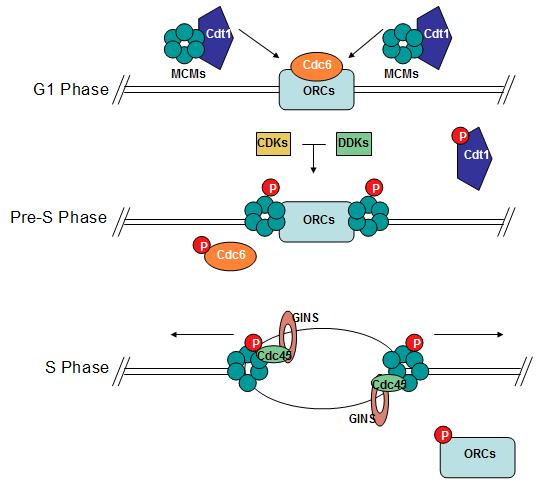 Cdt1
Cdt1
Cdc6
MCMs
MCMs
ORCs
G1 Phase
CDKs
DDKs
P
Cdt1
P
P
ORCs
Pre-S Phase
P
Cdc6
GINS
P
P
Cdc45
S Phase
Cdc45
GINS
P
ORCs